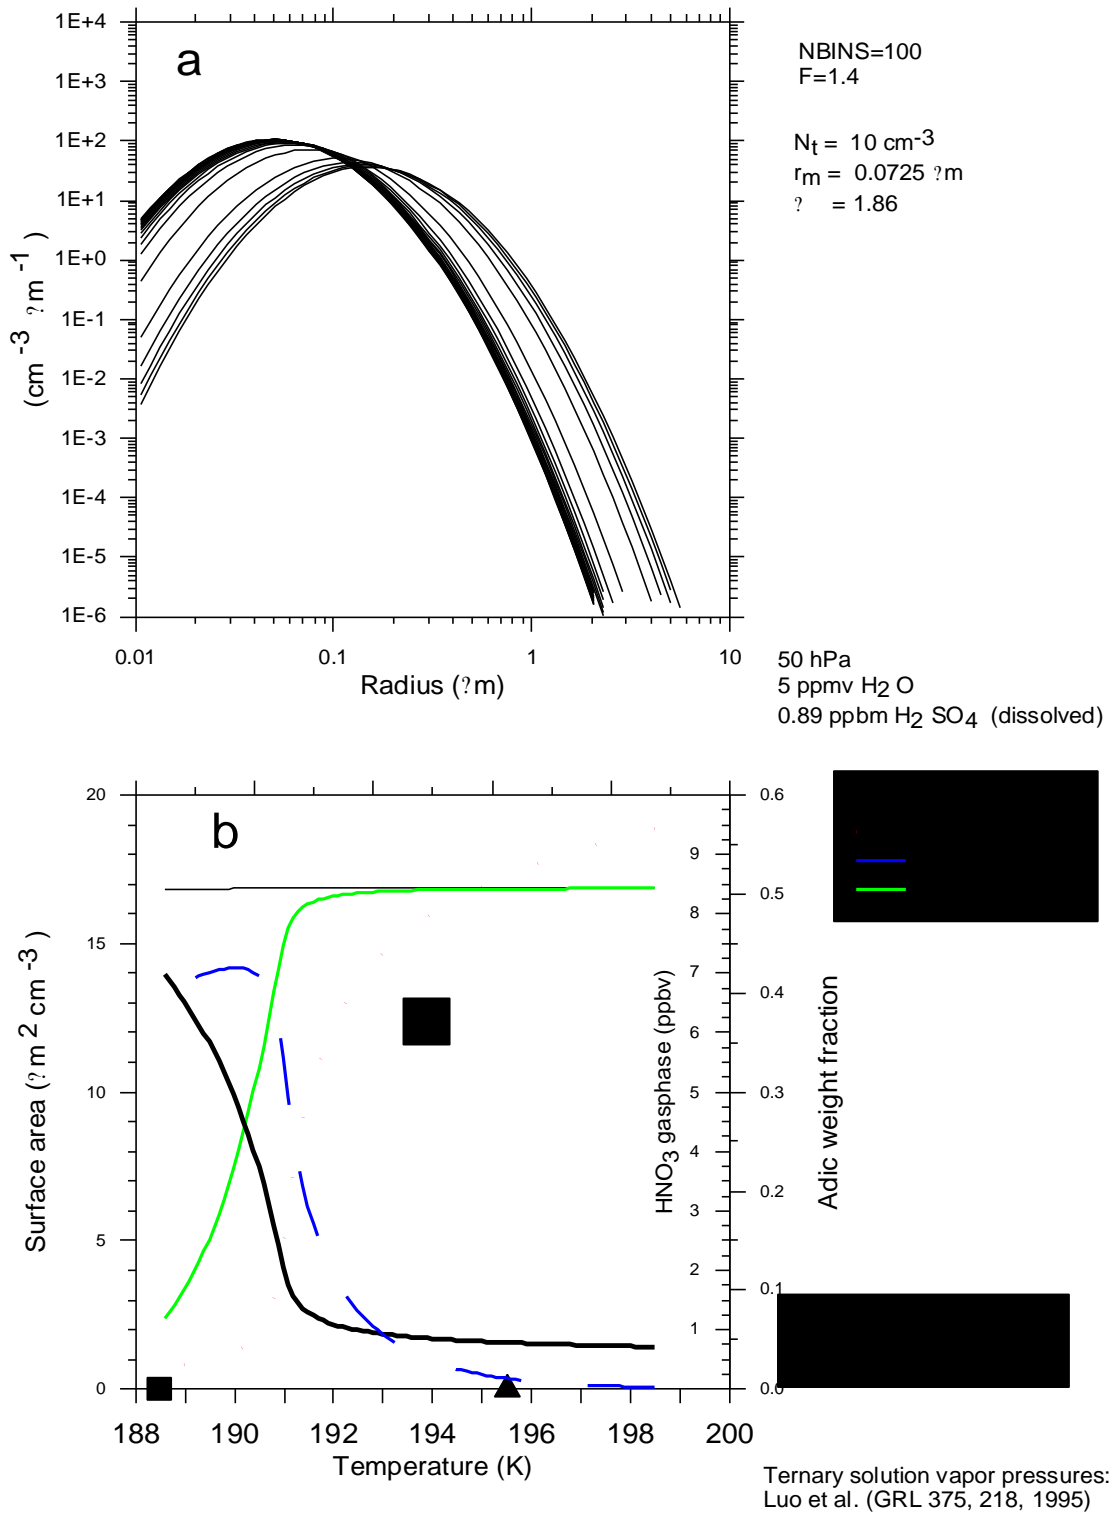 1E+4
a
NBINS=100
F=1.4
1E+3
1E+2
Nt = 10 cm-3
rm = 0.0725 ?m
? = 1.86
1E+1
1E+0
1E-1
1E-2
1E-3
1E-4
1E-5
1E-6
(cm -3 ?m -1 )
0.01 0.1 1 10
Radius (?m)
50 hPa
5 ppmv H2 O
0.89 ppbm H2 SO4 (dissolved)
b
20
15
10
5
0
Surface area (?m 2 cm -3 )
9
8
7
6
5
4
3
2
1
HNO3 gasphase (ppbv)
0.6
0.5
0.4
0.3
0.2
0.1
0.0
Adic weight fraction
188 190 192 194 196 198 200
Temperature (K)
Ternary solution vapor pressures:
Luo et al. (GRL 375, 218, 1995)